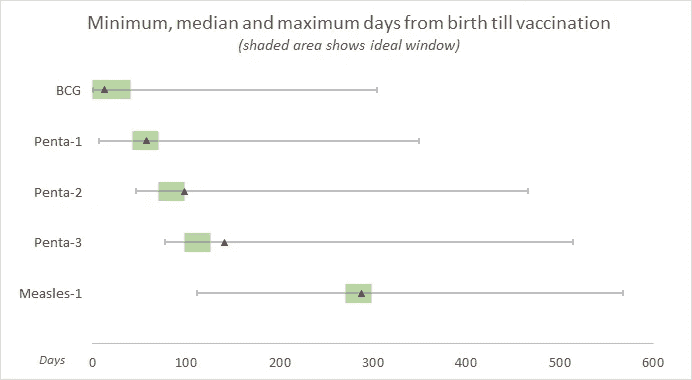 Minimum, median and maximum days from birth till vaccination
(shaded area shows ideal window)
BCG
Penta-1
Penta-2
Penta-3
Measles-1
Days 0 100 200 300 400 500 600